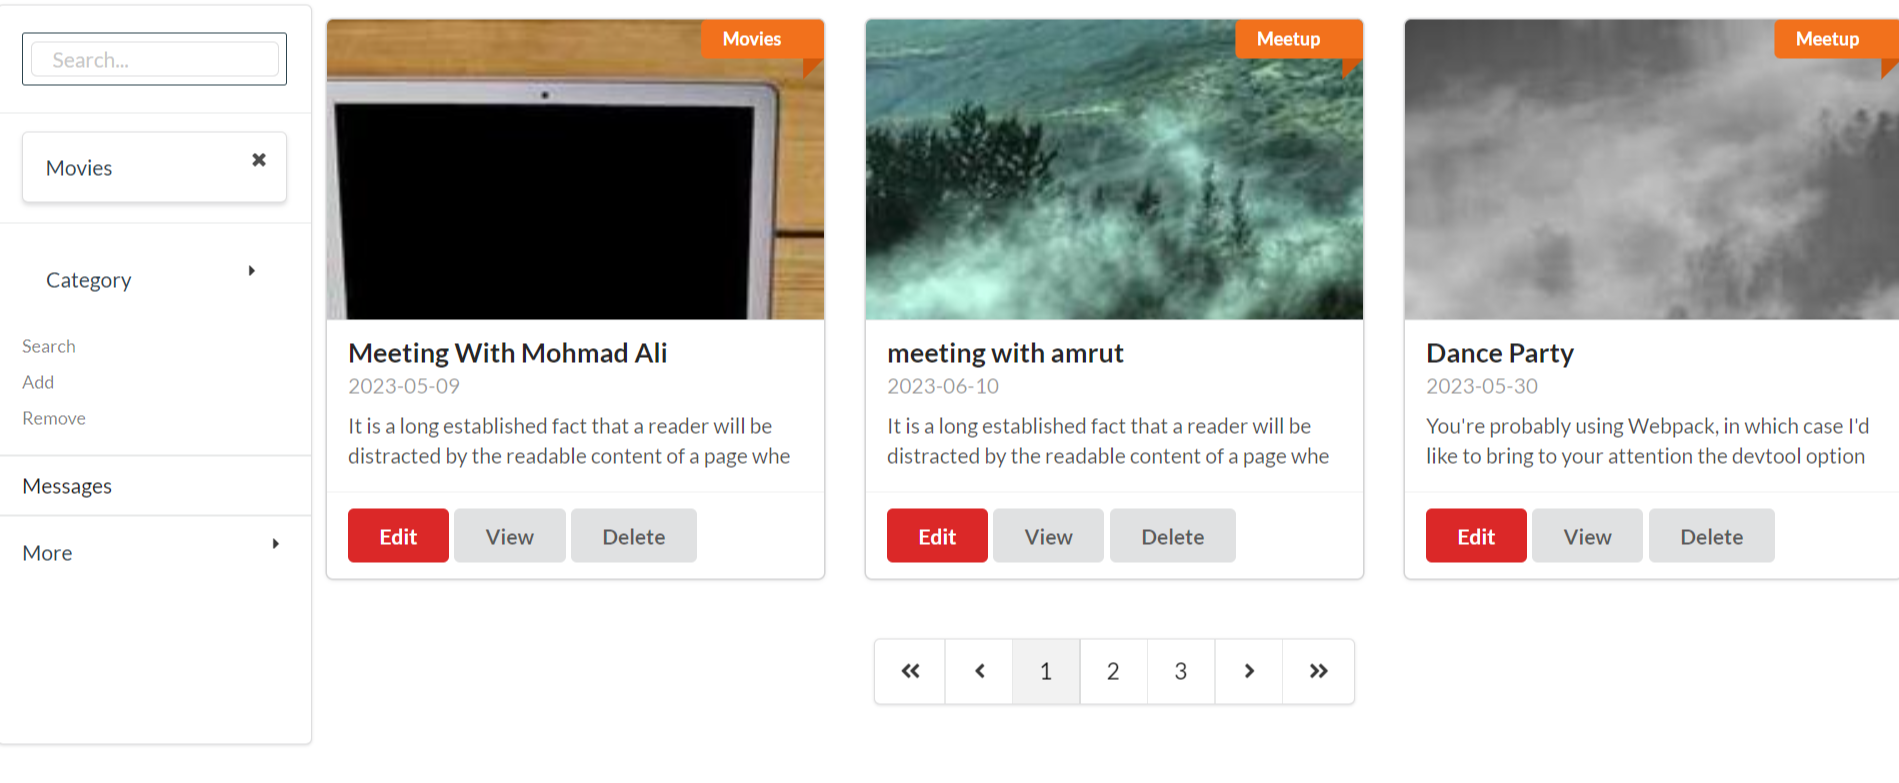 Search...
Movies
Category
Search
Add
Remove
Messages
More
Movies
Meeting With Mohmad Ali
2023-05-09
It is a long established fact that a reader will be
distracted by the readable content of a page whe
Edit View Delete
Meetup
meeting with amrut
2023-06-10
It is a long established fact that a reader will be
distracted by the readable content of a page whe
Edit View Delete
Meetup
Dance Party
2023-05-30
You're probably using Webpack, in which case I'd
like to bring to your attention the devtool option
Edit View Delete
« ‹ 1 2 3 › »